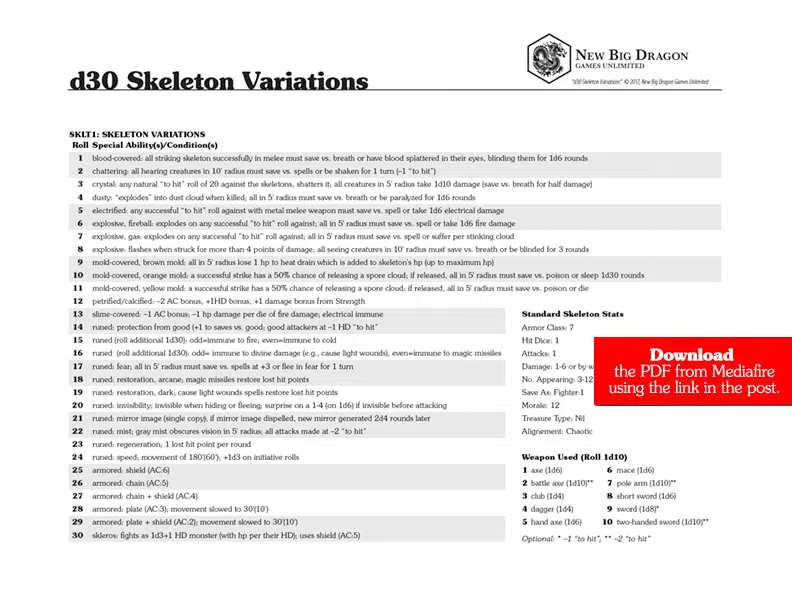 NEW BIG DRAGON
GAMES UNLIMITED
"d30 Skeleton Variations" © 2017, New Big Dragon Games Unlimited
d30 Skeleton Variations
SKLT1: SKELETON VARIATIONS
Roll Special Ability(s)/Condition(s)
1 blood-covered: all striking skeleton successfully in melee must save vs. breath or have blood splattered in their eyes, blinding them for 1d6 rounds
2 chattering: all hearing creatures in 10' radius must save vs. spells or be shaken for 1 turn (–1 "to hit")
3 crystal: any natural "to hit" roll of 20 against the skeletons, shatters it; all creatures in 5' radius take 1d10 damage (save vs. breath for half damage)
4 dusty: "explodes" into dust cloud when killed; all in 5' radius must save vs. breath or be paralyzed for 1d6 rounds
5 electrified: any successful "to hit" roll against with metal melee weapon must save vs. spell or take 1d6 electrical damage
6 explosive, fireball: explodes on any successful "to hit" roll against; all in 5' radius must save vs. spell or take 1d6 fire damage
7 explosive, gas: explodes on any successful "to hit" roll against; all in 5' radius must save vs. spell or suffer per stinking cloud
8 explosive: flashes when struck for more than 4 points of damage; all seeing creatures in 10' radius must save vs. breath or be blinded for 3 rounds
9 mold-covered, brown mold: all in 5' radius lose 1 hp to heat drain which is added to skeleton's hp (up to maximum hp)
10 mold-covered, orange mold: a successful strike has a 50% chance of releasing a spore cloud; if released, all in 5' radius must save vs. poison or sleep 1d30 rounds
11 mold-covered, yellow mold: a successful strike has a 50% chance of releasing a spore cloud; if released, all in 5' radius must save vs. poison or die
12 petrified/calcified: –2 AC bonus, +1HD bonus, +1 damage bonus from Strength
13 slime-covered: –1 AC bonus; –1 hp damage per die of fire damage; electrical immune
14 runed: protection from good (+1 to saves vs. good; good attackers at –1 HD "to hit"
15 runed (roll additional 1d30): odd=immune to fire; even=immune to cold
16 runed (roll additional 1d30): odd= immune to divine damage (e.g., cause light wounds), even=immune to magic missiles
17 runed: fear; all in 5' radius must save vs. spells at +3 or flee in fear for 1 turn
18 runed: restoration, arcane; magic missiles restore lost hit points
19 runed: restoration, dark; cause light wounds spells restore lost hit points
20 runed: invisibility; invisible when hiding or fleeing; surprise on a 1-4 (on 1d6) if invisible before attacking
21 runed: mirror image (single copy); if mirror image dispelled, new mirror generated 2d4 rounds later
22 runed: mist; gray mist obscures vision in 5' radius; all attacks made at –2 "to hit"
23 runed: regeneration; 1 lost hit point per round
24 runed: speed; movement of 180'(60'), +1d3 on initiative rolls
25 armored: shield (AC:6)
26 armored: chain (AC:5)
27 armored: chain + shield (AC:4)
28 armored: plate (AC:3); movement slowed to 30'(10')
29 armored: plate + shield (AC:2); movement slowed to 30'(10')
30 skleros: fights as 1d3+1 HD monster (with hp per their HD); uses shield (AC:5)
Standard Skeleton Stats
Armor Class: 7
Hit Dice: 1
Attacks: 1
Damage: 1-6 or by w
No. Appearing: 3-12
Save As: Fighter:1
Morale: 12
Treasure Type: Nil
Alignement: Chaotic
Download
the PDF from Mediafire
using the link in the post.
Weapon Used (Roll 1d10)
1 axe (1d6) 6 mace (1d6)
2 battle axe (1d10)** 7 pole arm (1d10)**
3 club (1d4) 8 short sword (1d6)
4 dagger (1d4) 9 sword (1d8)*
5 hand axe (1d6) 10 two-handed sword (1d10)**
Optional: * –1 "to hit"; ** –2 "to hit"